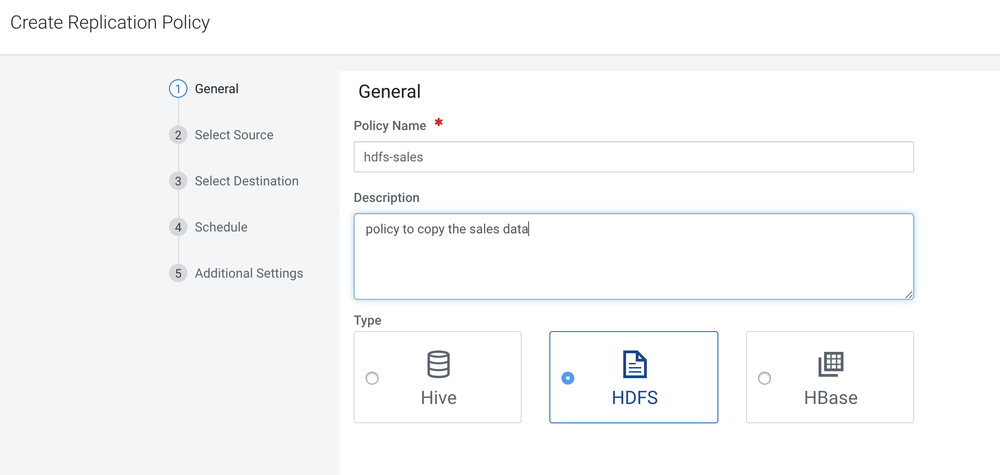 Create Replication Policy
1 General
2 Select Source
3 Select Destination
4 Schedule
5 Additional Settings
General
Policy Name *
hdfs-sales
Description
policy to copy the sales data
Type
Hive
HDFS
HBase